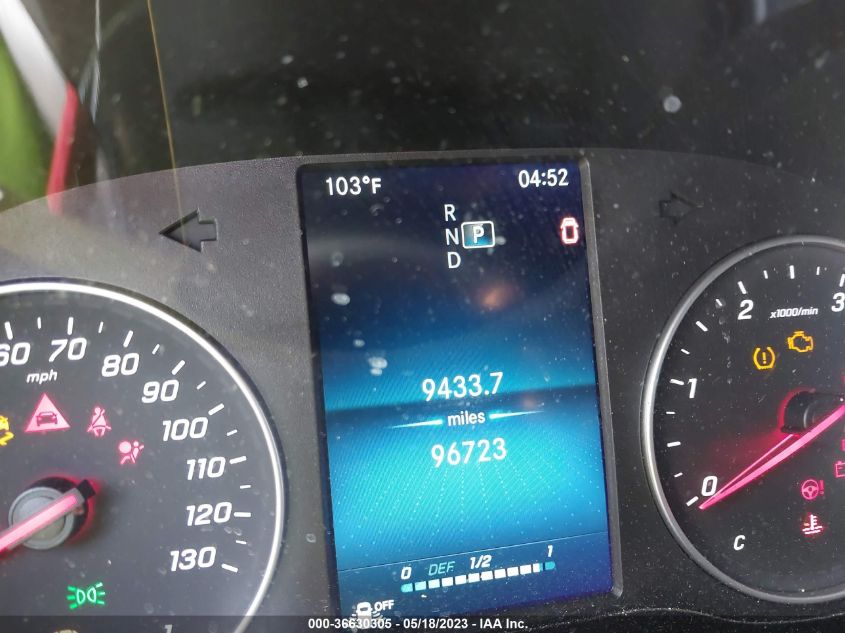 103°F 04:52
R
N P
D
9433.7
miles
96723
0 DEF 1/2 1
OFF
60 70 80 90 100 110 120 130
mph
0 1 2 3
x1000/min
C
000-36630305 - 05/18/2023 - IAA Inc.